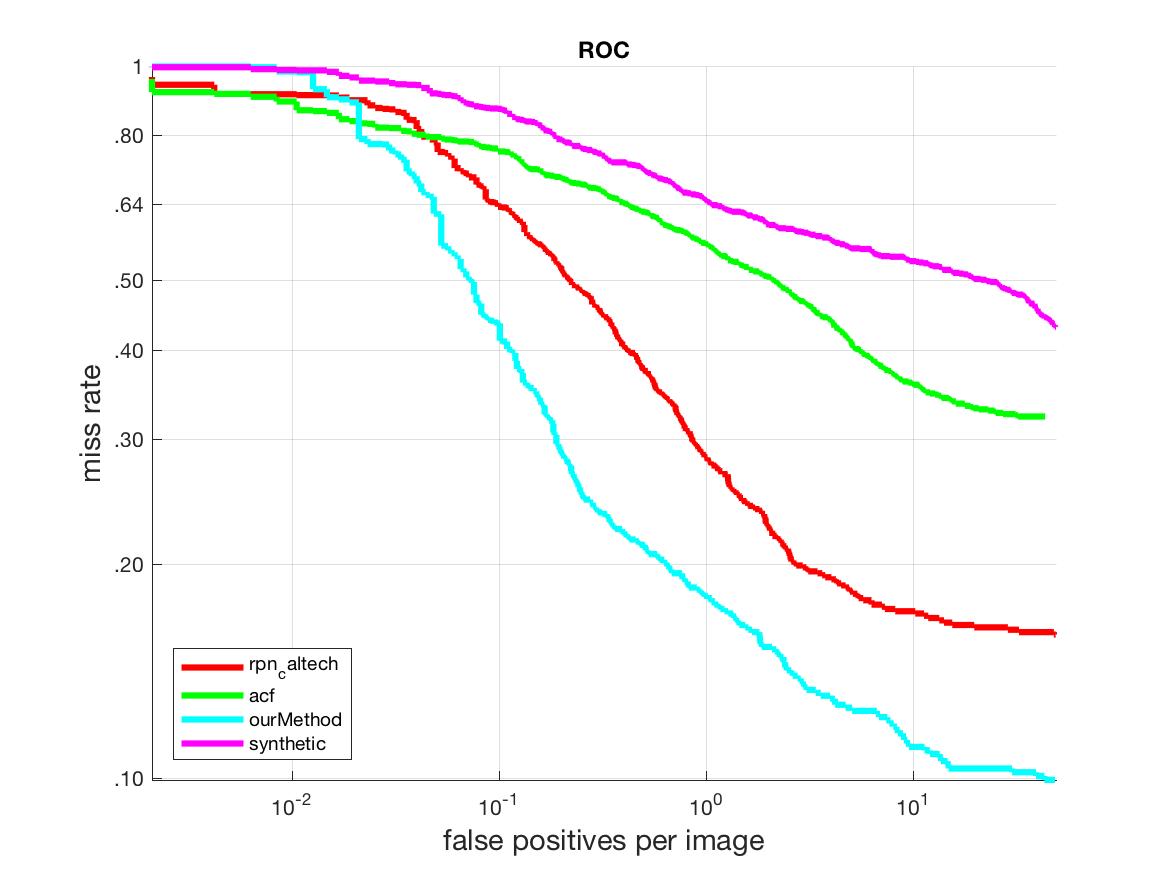 ROC
miss rate
1
.80
.64
.50
.40
.30
.20
.10
rpn_caltech
acf
ourMethod
synthetic
10^-2
10^-1
10^0
10^1
false positives per image